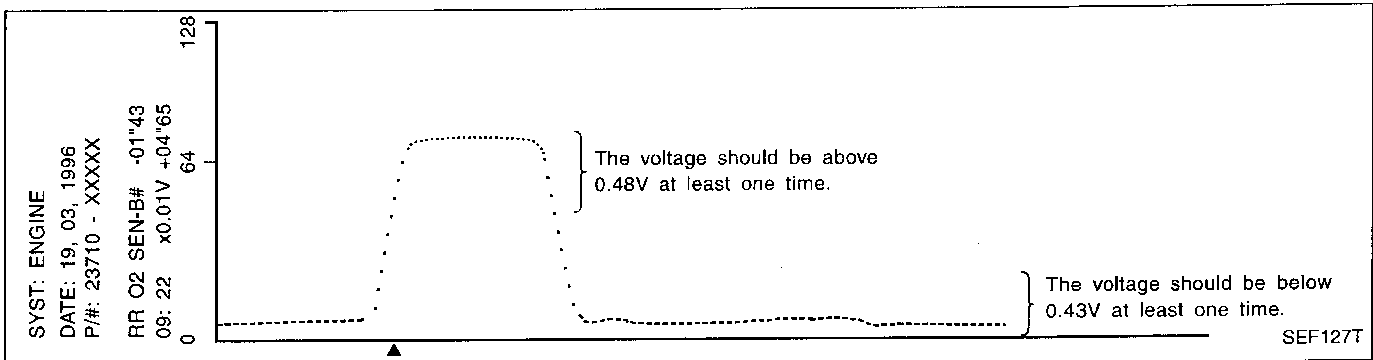 SYST: ENGINE
DATE: 19, 03, 1996
P/#: 23710 - XXXXX
RR O2 SEN-B# -01"43
09: 22 x0.01V +04"65
128
64
0
The voltage should be above
0.48V at least one time.
The voltage should be below
0.43V at least one time.
SEF127T